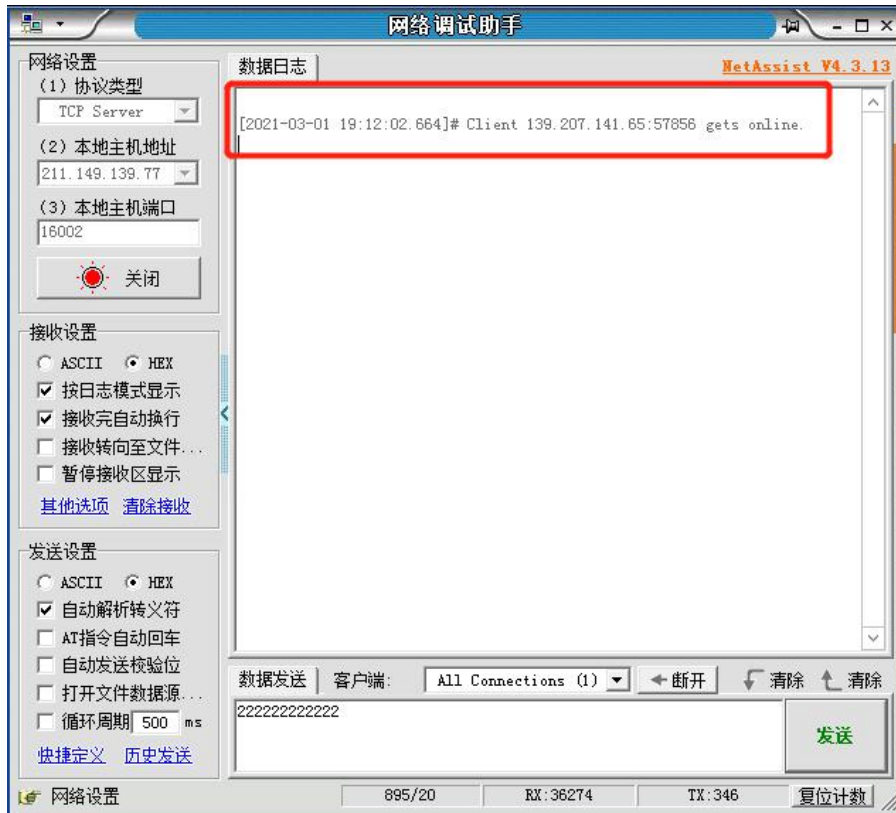 网络调试助手
网络设置
(1) 协议类型
TCP Server
(2) 本地主机地址
211.149.139.77
(3) 本地主机端口
16002
关闭
接收设置
ASCII HEX
按日志模式显示
接收完自动换行
接收转向至文件...
暂停接收区显示
其他选项 清除接收
发送设置
ASCII HEX
自动解析转义符
AT指令自动回车
自动发送校验位
打开文件数据源...
循环周期 500 ms
快捷定义 历史发送
数据日志 NetAssist V4.3.13
[2021-03-01 19:12:02.664]# Client 139.207.141.65:57856 gets online.
数据发送 客户端: All Connections (1) 断开 清除 清除
222222222222
发送
网络设置 895/20 RX:36274 TX:346 复位计数